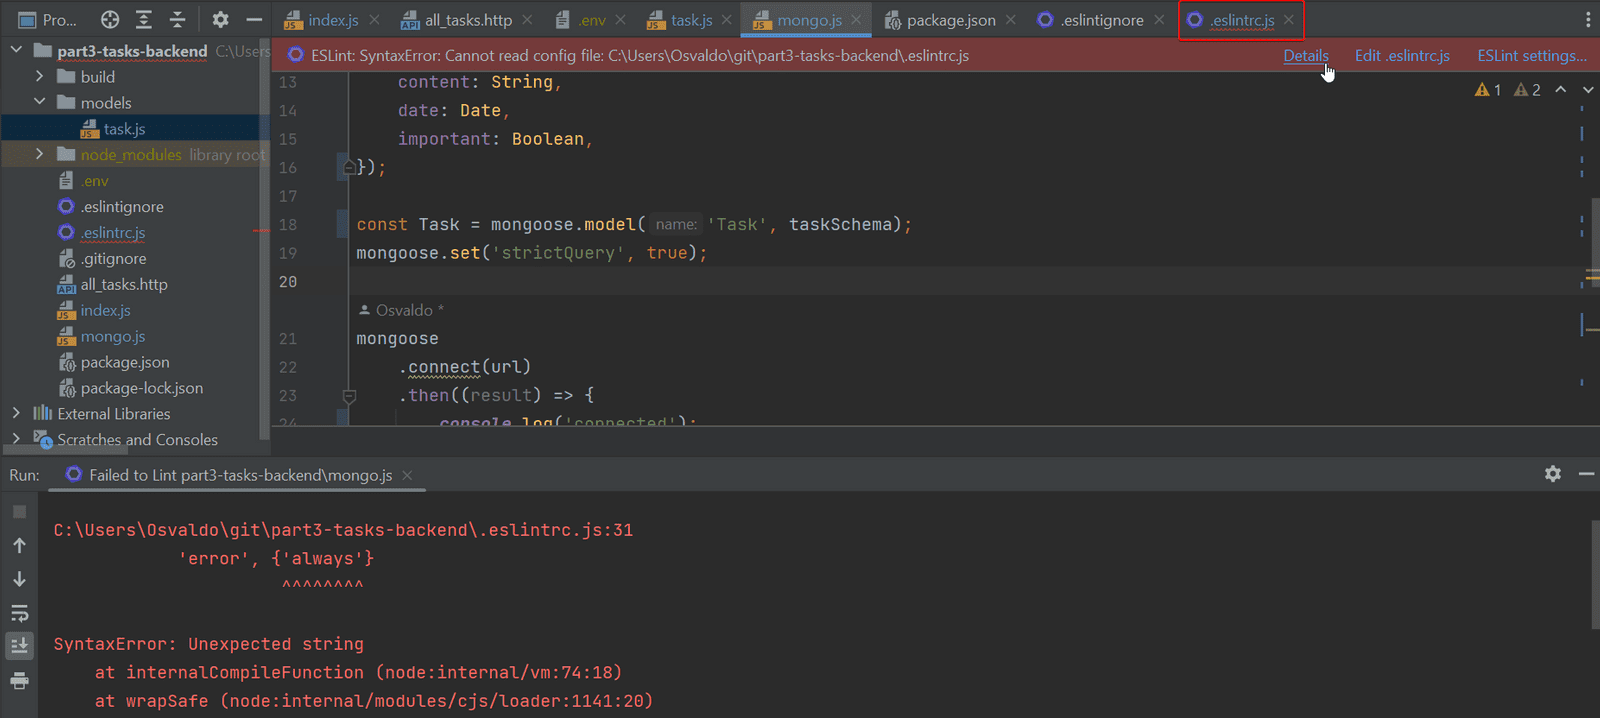 Pro...
index.js
all_tasks.http
.env
task.js
mongo.js
package.json
.eslintignore
.eslintrc.js
part3-tasks-backend C:\Users
build
models
task.js
node_modules library root
.env
.eslintignore
.eslintrc.js
.gitignore
all_tasks.http
index.js
mongo.js
package.json
package-lock.json
External Libraries
Scratches and Consoles
ESLint: SyntaxError: Cannot read config file: C:\Users\Osvaldo\git\part3-tasks-backend\.eslintrc.js
Details
Edit .eslintrc.js
ESLint settings...
1 2
13 content: String,
14 date: Date,
15 important: Boolean,
16 });
17
18 const Task = mongoose.model( name: 'Task', taskSchema);
19 mongoose.set('strictQuery', true);
20
Osvaldo *
21 mongoose
22 .connect(url)
23 .then((result) => {
24 console.log('connected');
Run: Failed to Lint part3-tasks-backend\mongo.js
C:\Users\Osvaldo\git\part3-tasks-backend\.eslintrc.js:31
'error', {'always'}
^^^^^^^^
SyntaxError: Unexpected string
at internalCompileFunction (node:internal/vm:74:18)
at wrapSafe (node:internal/modules/cjs/loader:1141:20)